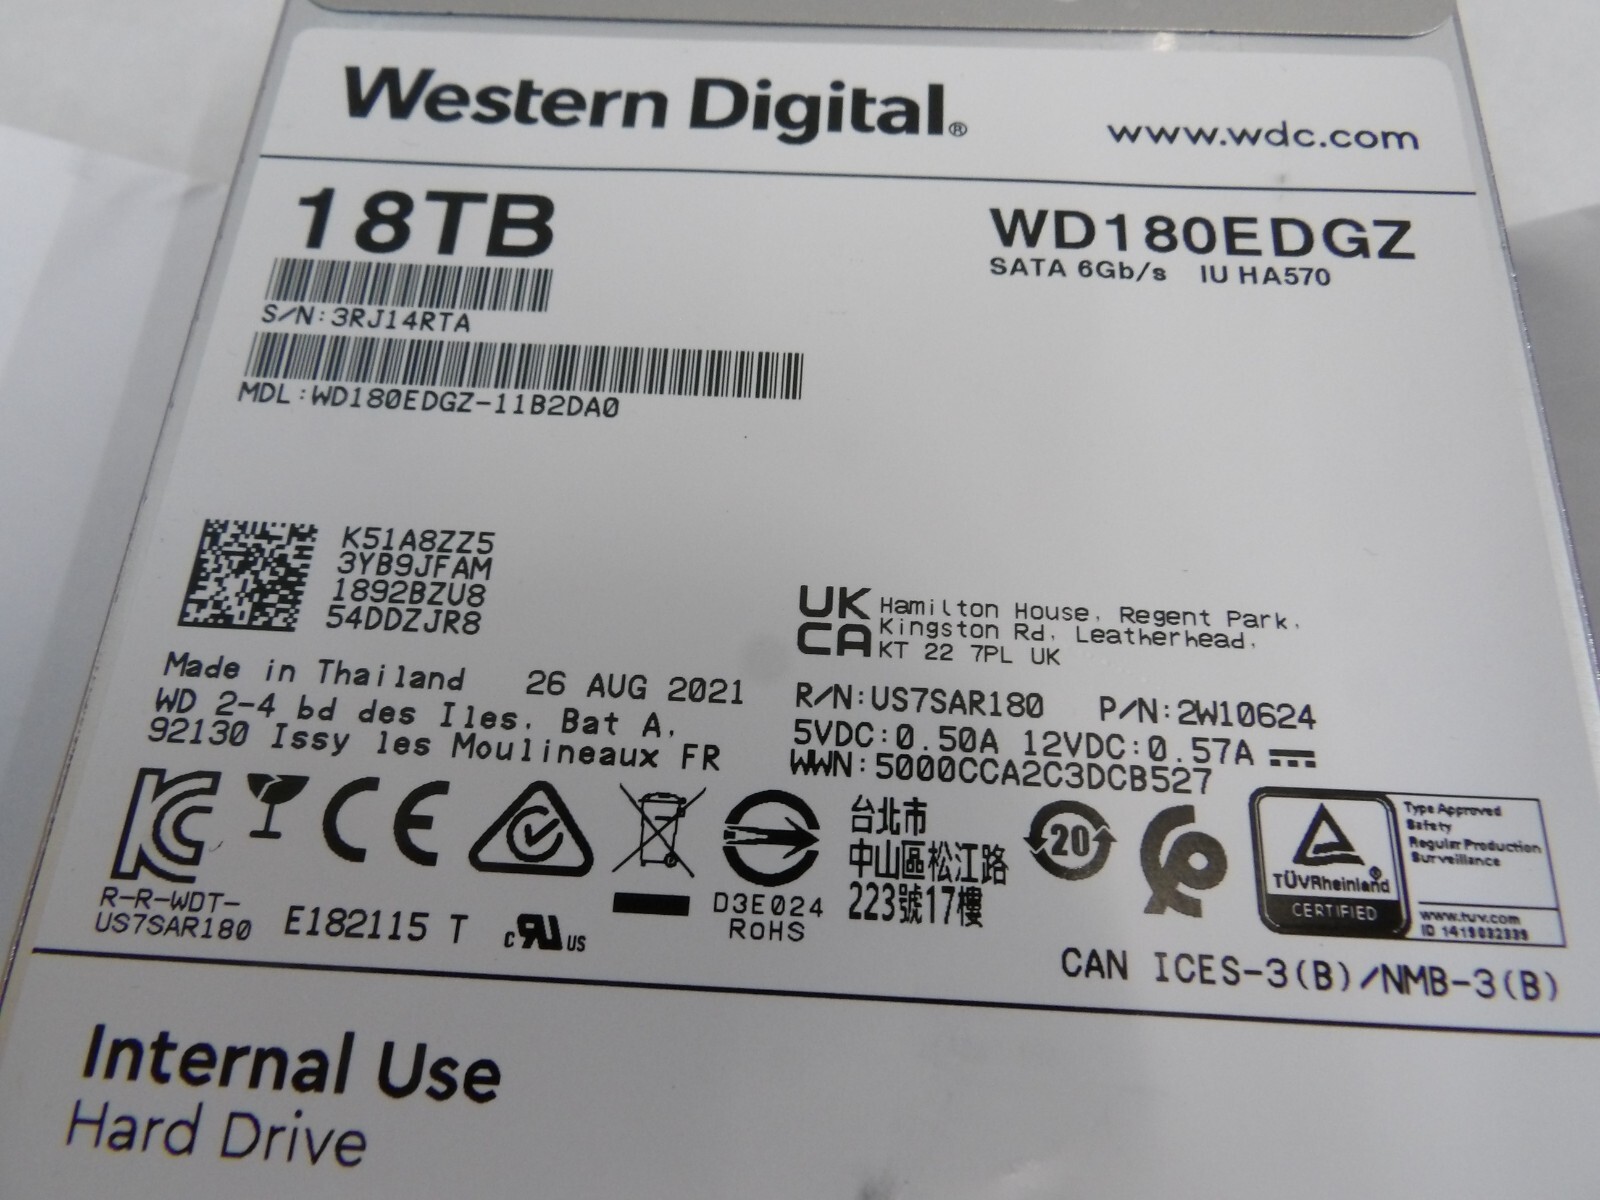 Western Digital®
www.wdc.com
18TB
WD180EDGZ
SATA 6Gb/s IU HA570
S/N:3RJ14RTA
MDL:WD180EDGZ-11B2DA0
K51A8ZZ5
3YB9JFAM
1892BZU8
54DDZJR8
UK
CA
Hamilton House, Regent Park,
Kingston Rd, Leatherhead,
KT 22 7PL UK
Made in Thailand 26 AUG 2021
WD 2-4 bd des Iles, Bat A,
92130 Issy les Moulineaux FR
R/N:US7SAR180 P/N:2W10624
5VDC:0.50A 12VDC:0.57A
WWN:5000CCA2C3DCB527
CE
R-R-WDT-
US7SAR180
E182115 T
c UR US
D3E024
RoHS
台北市
中山區松江路
223號17樓
20
TÜVRheinland®
CERTIFIED
Type Approved
Safety
Regular Production
Surveillance
www.tuv.com
ID 1419032339
CAN ICES-3(B)/NMB-3(B)
Internal Use
Hard Drive